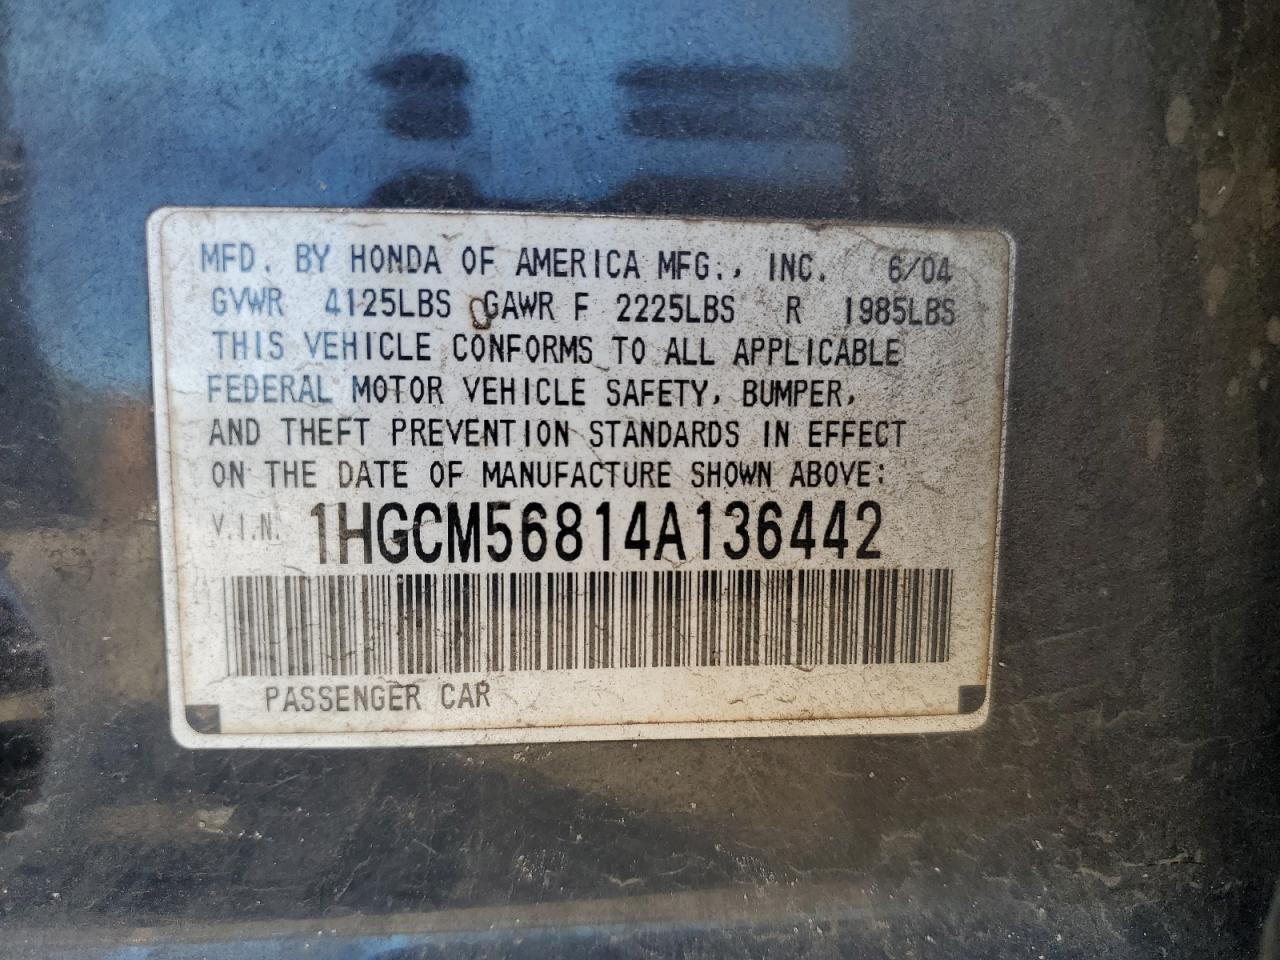 MFD. BY HONDA OF AMERICA MFG., INC. 6/04
GVWR 4125LBS GAWR F 2225LBS R 1985LBS
THIS VEHICLE CONFORMS TO ALL APPLICABLE
FEDERAL MOTOR VEHICLE SAFETY, BUMPER,
AND THEFT PREVENTION STANDARDS IN EFFECT
ON THE DATE OF MANUFACTURE SHOWN ABOVE:
V.I.N. 1HGCM56814A136442
PASSENGER CAR